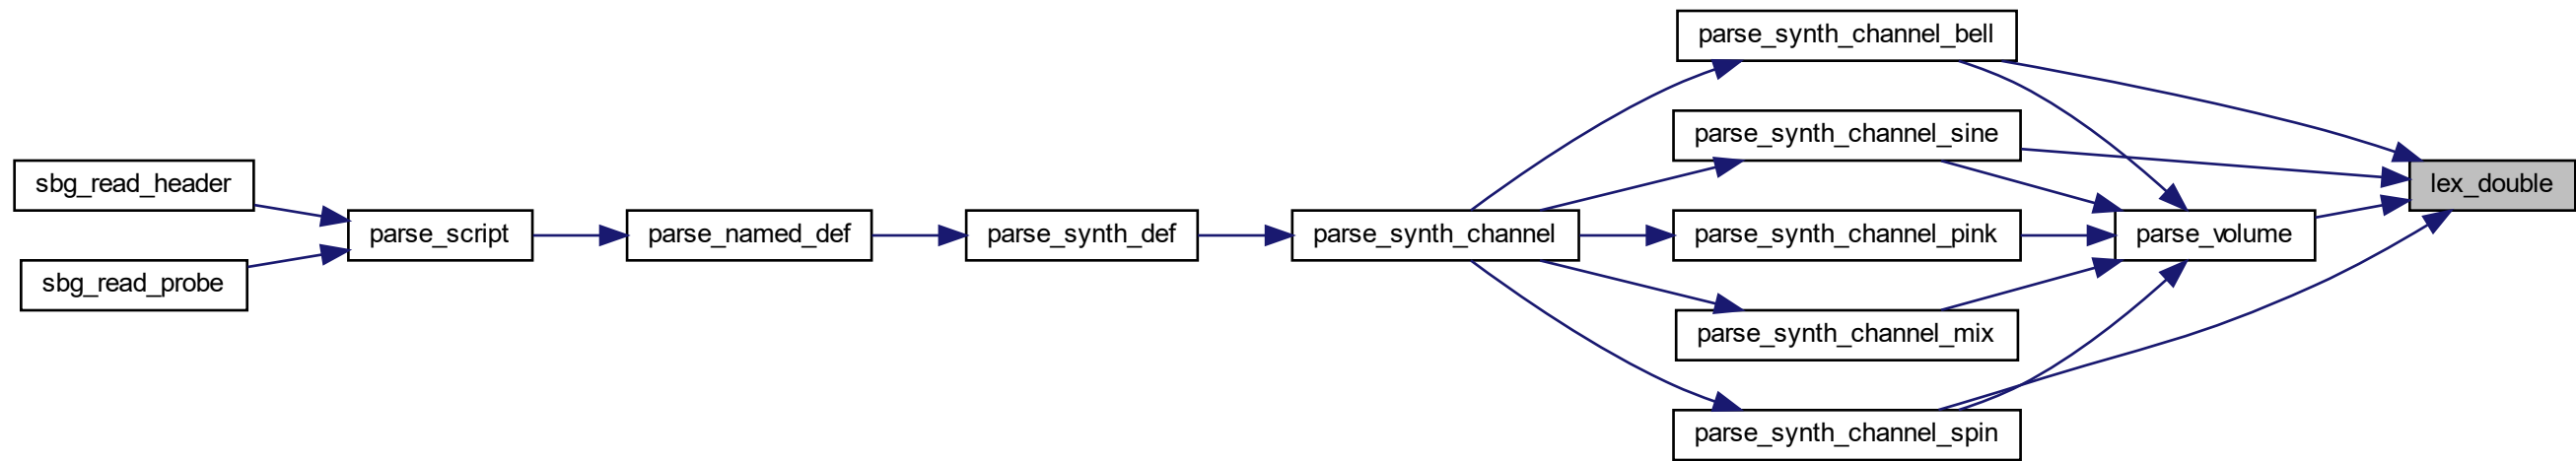 sbg_read_header
sbg_read_probe
parse_script
parse_named_def
parse_synth_def
parse_synth_channel
parse_synth_channel_bell
parse_synth_channel_sine
parse_synth_channel_pink
parse_synth_channel_mix
parse_synth_channel_spin
parse_volume
lex_double